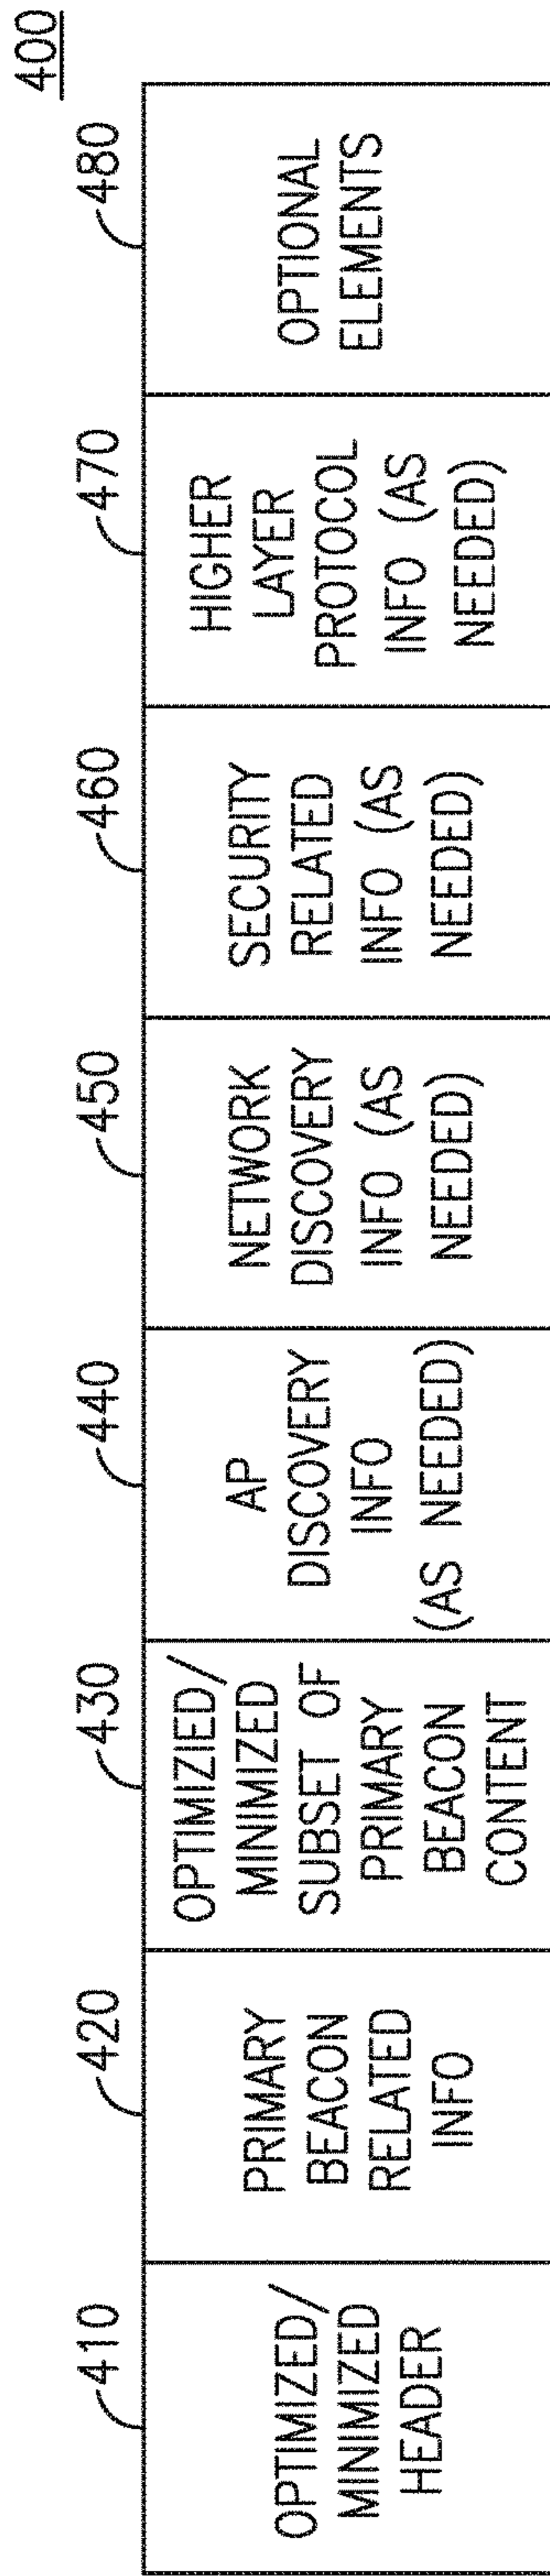 400
410
OPTIMIZED/
MINIMIZED
HEADER
420
PRIMARY
BEACON
RELATED
INFO
430
OPTIMIZIED/
MINIMIZED
SUBSET OF
PRIMARY
BEACON
CONTENT
440
AP
DISCOVERY
INFO
(AS NEEDED)
450
NETWORK
DISCOVERY
INFO (AS
NEEDED)
460
SECURITY
RELATED
INFO (AS
NEEDED)
470
HIGHER
LAYER
PROTOCOL
INFO (AS
NEEDED)
480
OPTIONAL
ELEMENTS